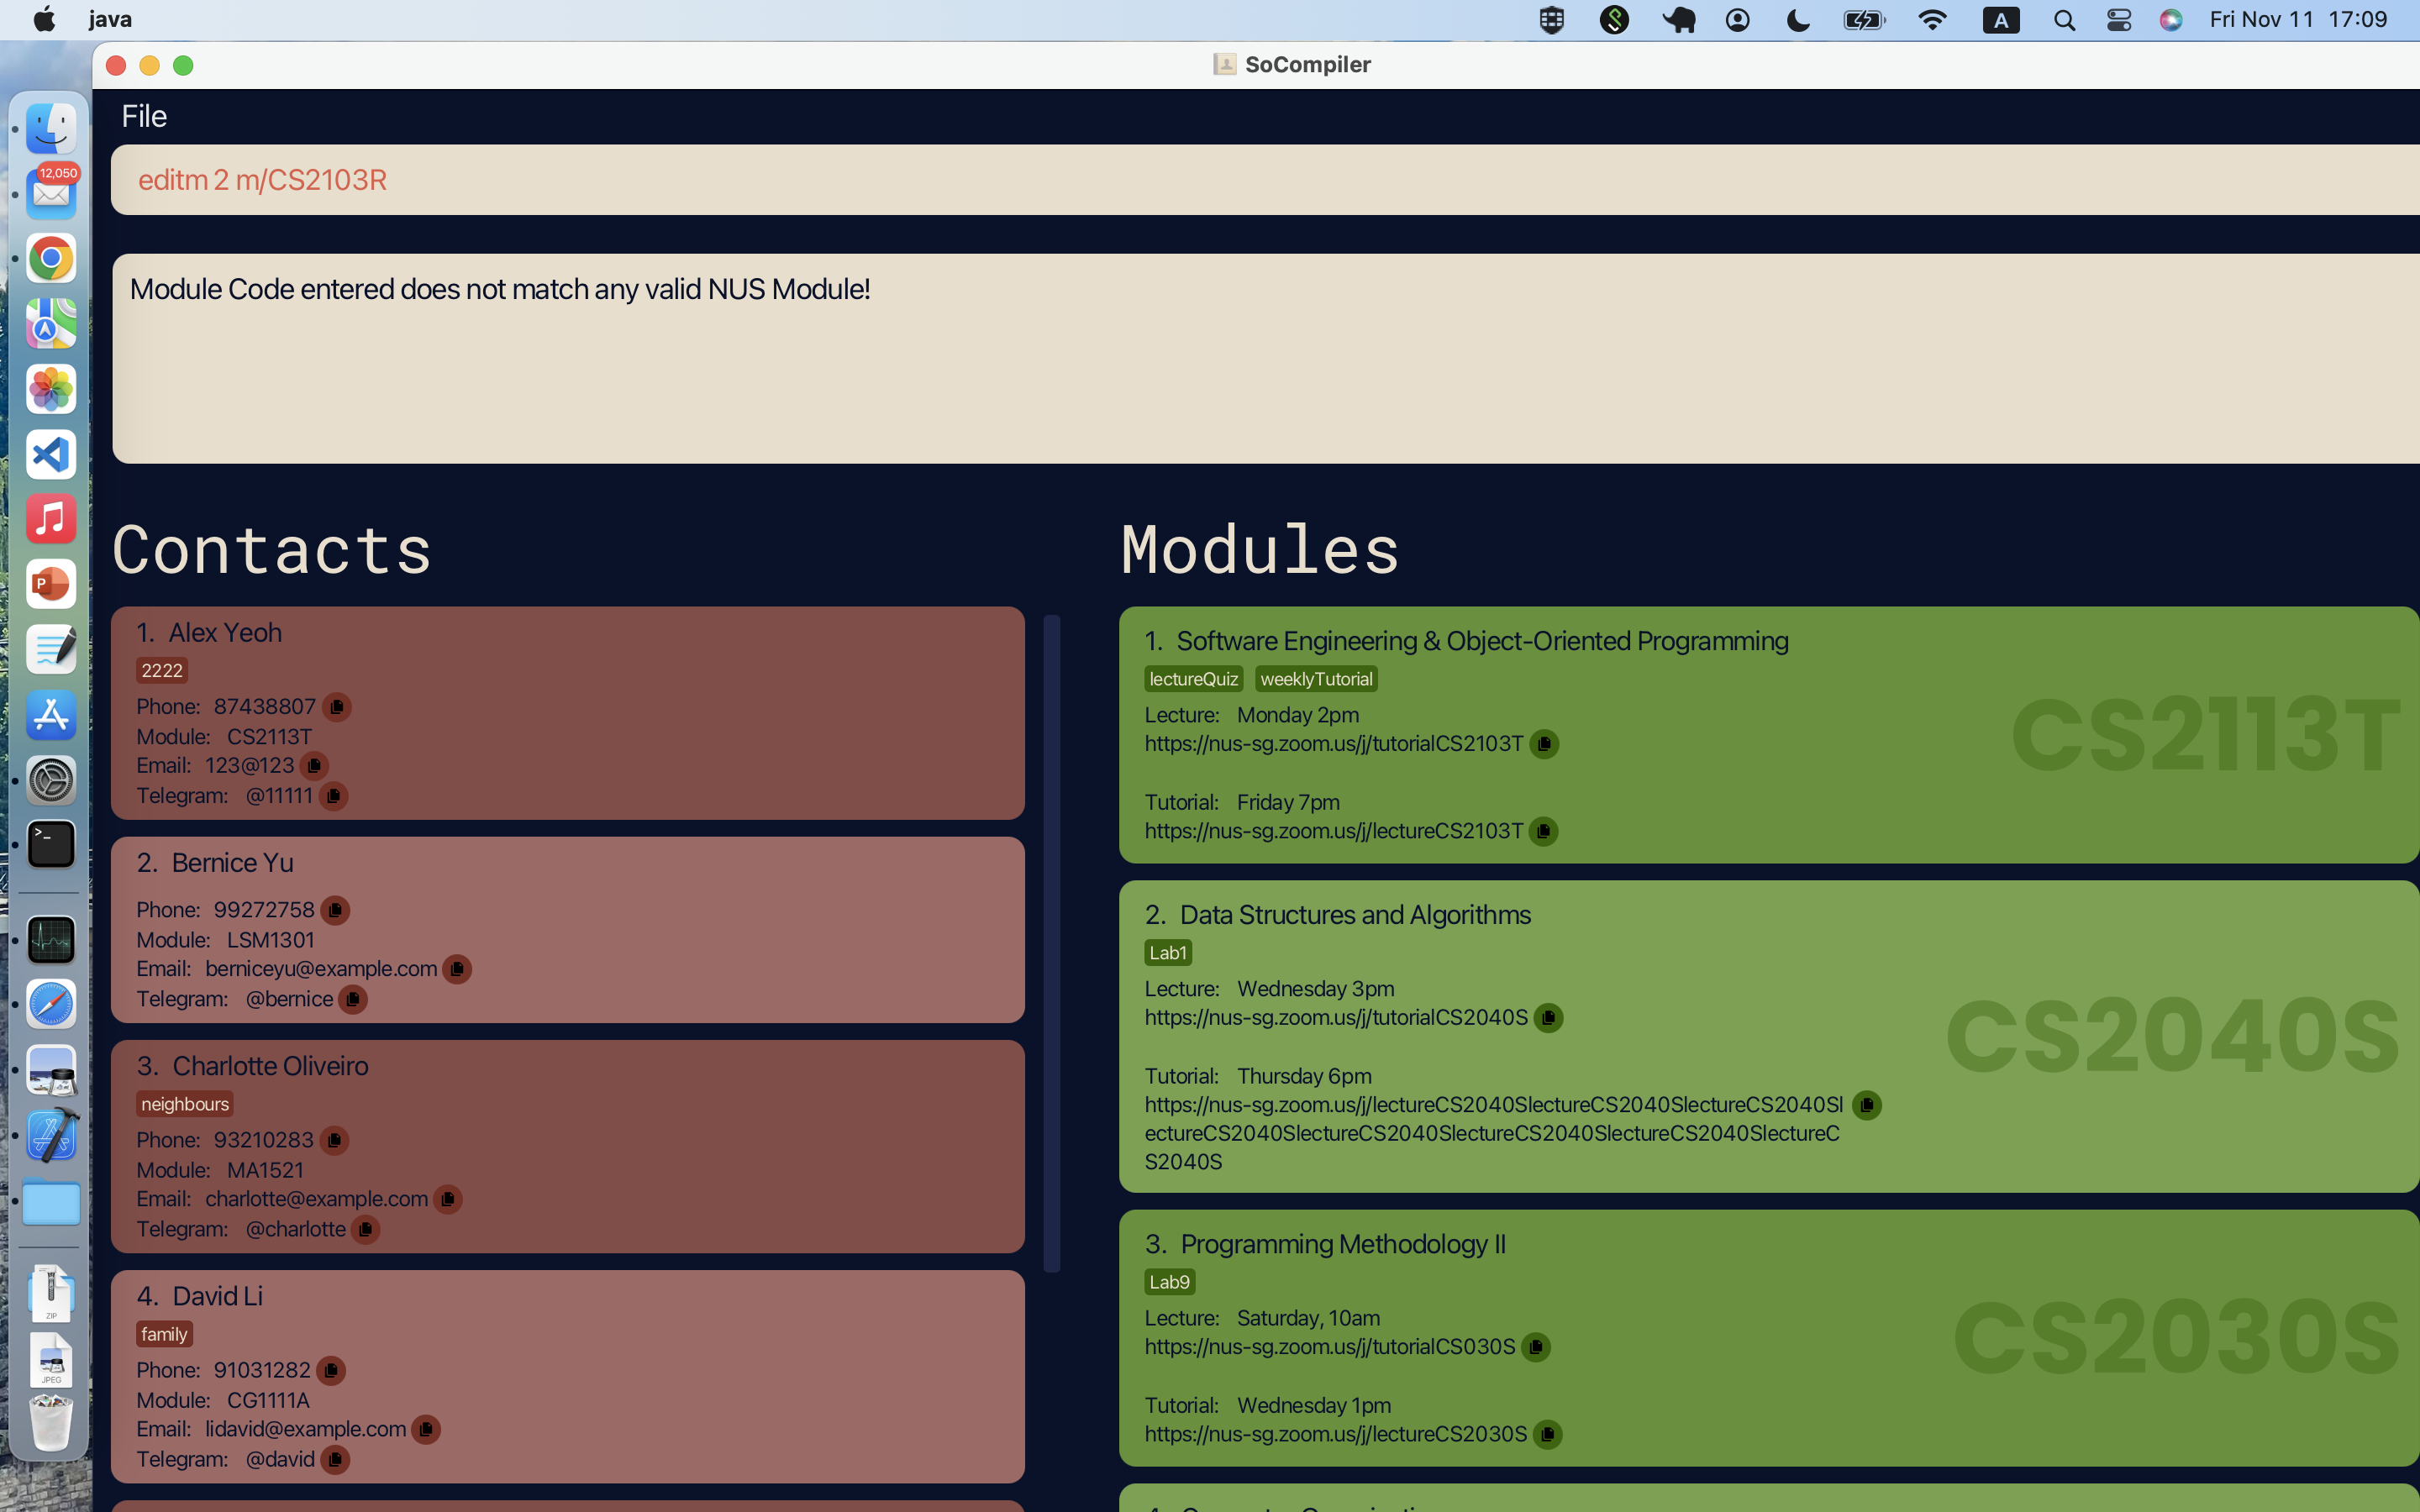 java
A
Fri Nov 11 17:09
SoCompiler
File
12,050
editm 2 m/CS2103R
Module Code entered does not match any valid NUS Module!
Contacts
1. Alex Yeoh
2222
Phone: 87438807
Module: CS2113T
Email: 123@123
Telegram: @11111
2. Bernice Yu
Phone: 99272758
Module: LSM1301
Email: berniceyu@example.com
Telegram: @bernice
3. Charlotte Oliveiro
neighbours
Phone: 93210283
Module: MA1521
Email: charlotte@example.com
Telegram: @charlotte
4. David Li
family
Phone: 91031282
Module: CG1111A
Email: lidavid@example.com
Telegram: @david
Modules
1. Software Engineering & Object-Oriented Programming
lectureQuiz weeklyTutorial
Lecture: Monday 2pm
https://nus-sg.zoom.us/j/tutorialCS2103T
CS2113T
Tutorial: Friday 7pm
https://nus-sg.zoom.us/j/lectureCS2103T
2. Data Structures and Algorithms
Lab1
Lecture: Wednesday 3pm
https://nus-sg.zoom.us/j/tutorialCS2040S
CS2040S
Tutorial: Thursday 6pm
https://nus-sg.zoom.us/j/lectureCS2040SlectureCS2040SlectureCS2040Sl
ectureCS2040SlectureCS2040SlectureCS2040SlectureCS2040SlectureC
S2040S
3. Programming Methodology II
Lab9
Lecture: Saturday, 10am
https://nus-sg.zoom.us/j/tutorialCS030S
CS2030S
Tutorial: Wednesday 1pm
https://nus-sg.zoom.us/j/lectureCS2030S
P
>_
ZIP
JPEG